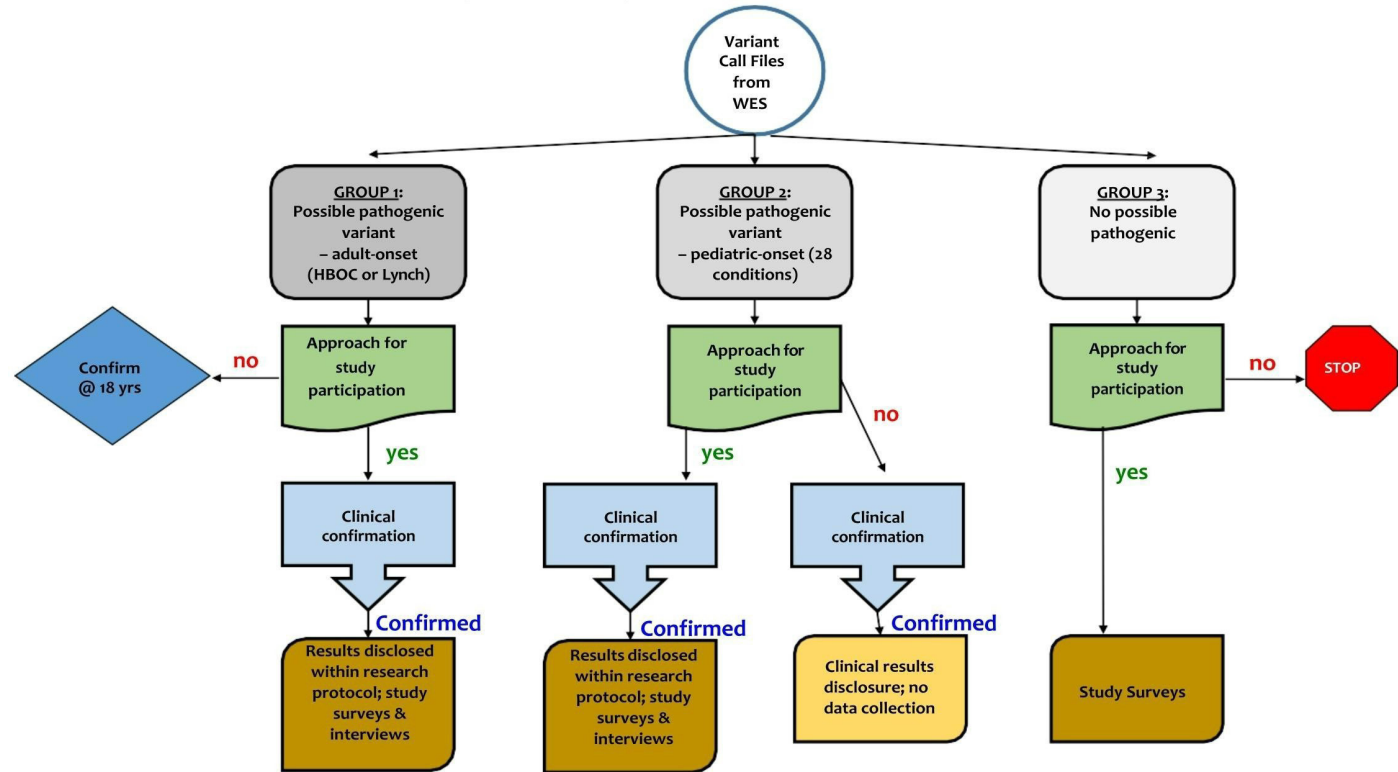 Variant
Call Files
from
WES
GROUP 1:
Possible pathogenic
variant
– adult-onset
(HBOC or Lynch)
GROUP 2:
Possible pathogenic
variant
– pediatric-onset (28
conditions)
GROUP 3:
No possible
pathogenic
Confirm
@ 18 yrs
no
Approach for
study
participation
Approach for
study
participation
no
Approach for
study
participation
no
STOP
yes
yes
yes
Clinical
confirmation
Clinical
confirmation
Clinical
confirmation
Confirmed
Confirmed
Confirmed
Results disclosed
within research
protocol; study
surveys &
interviews
Results disclosed
within research
protocol; study
surveys &
interviews
Clinical results
disclosure; no
data collection
Study Surveys